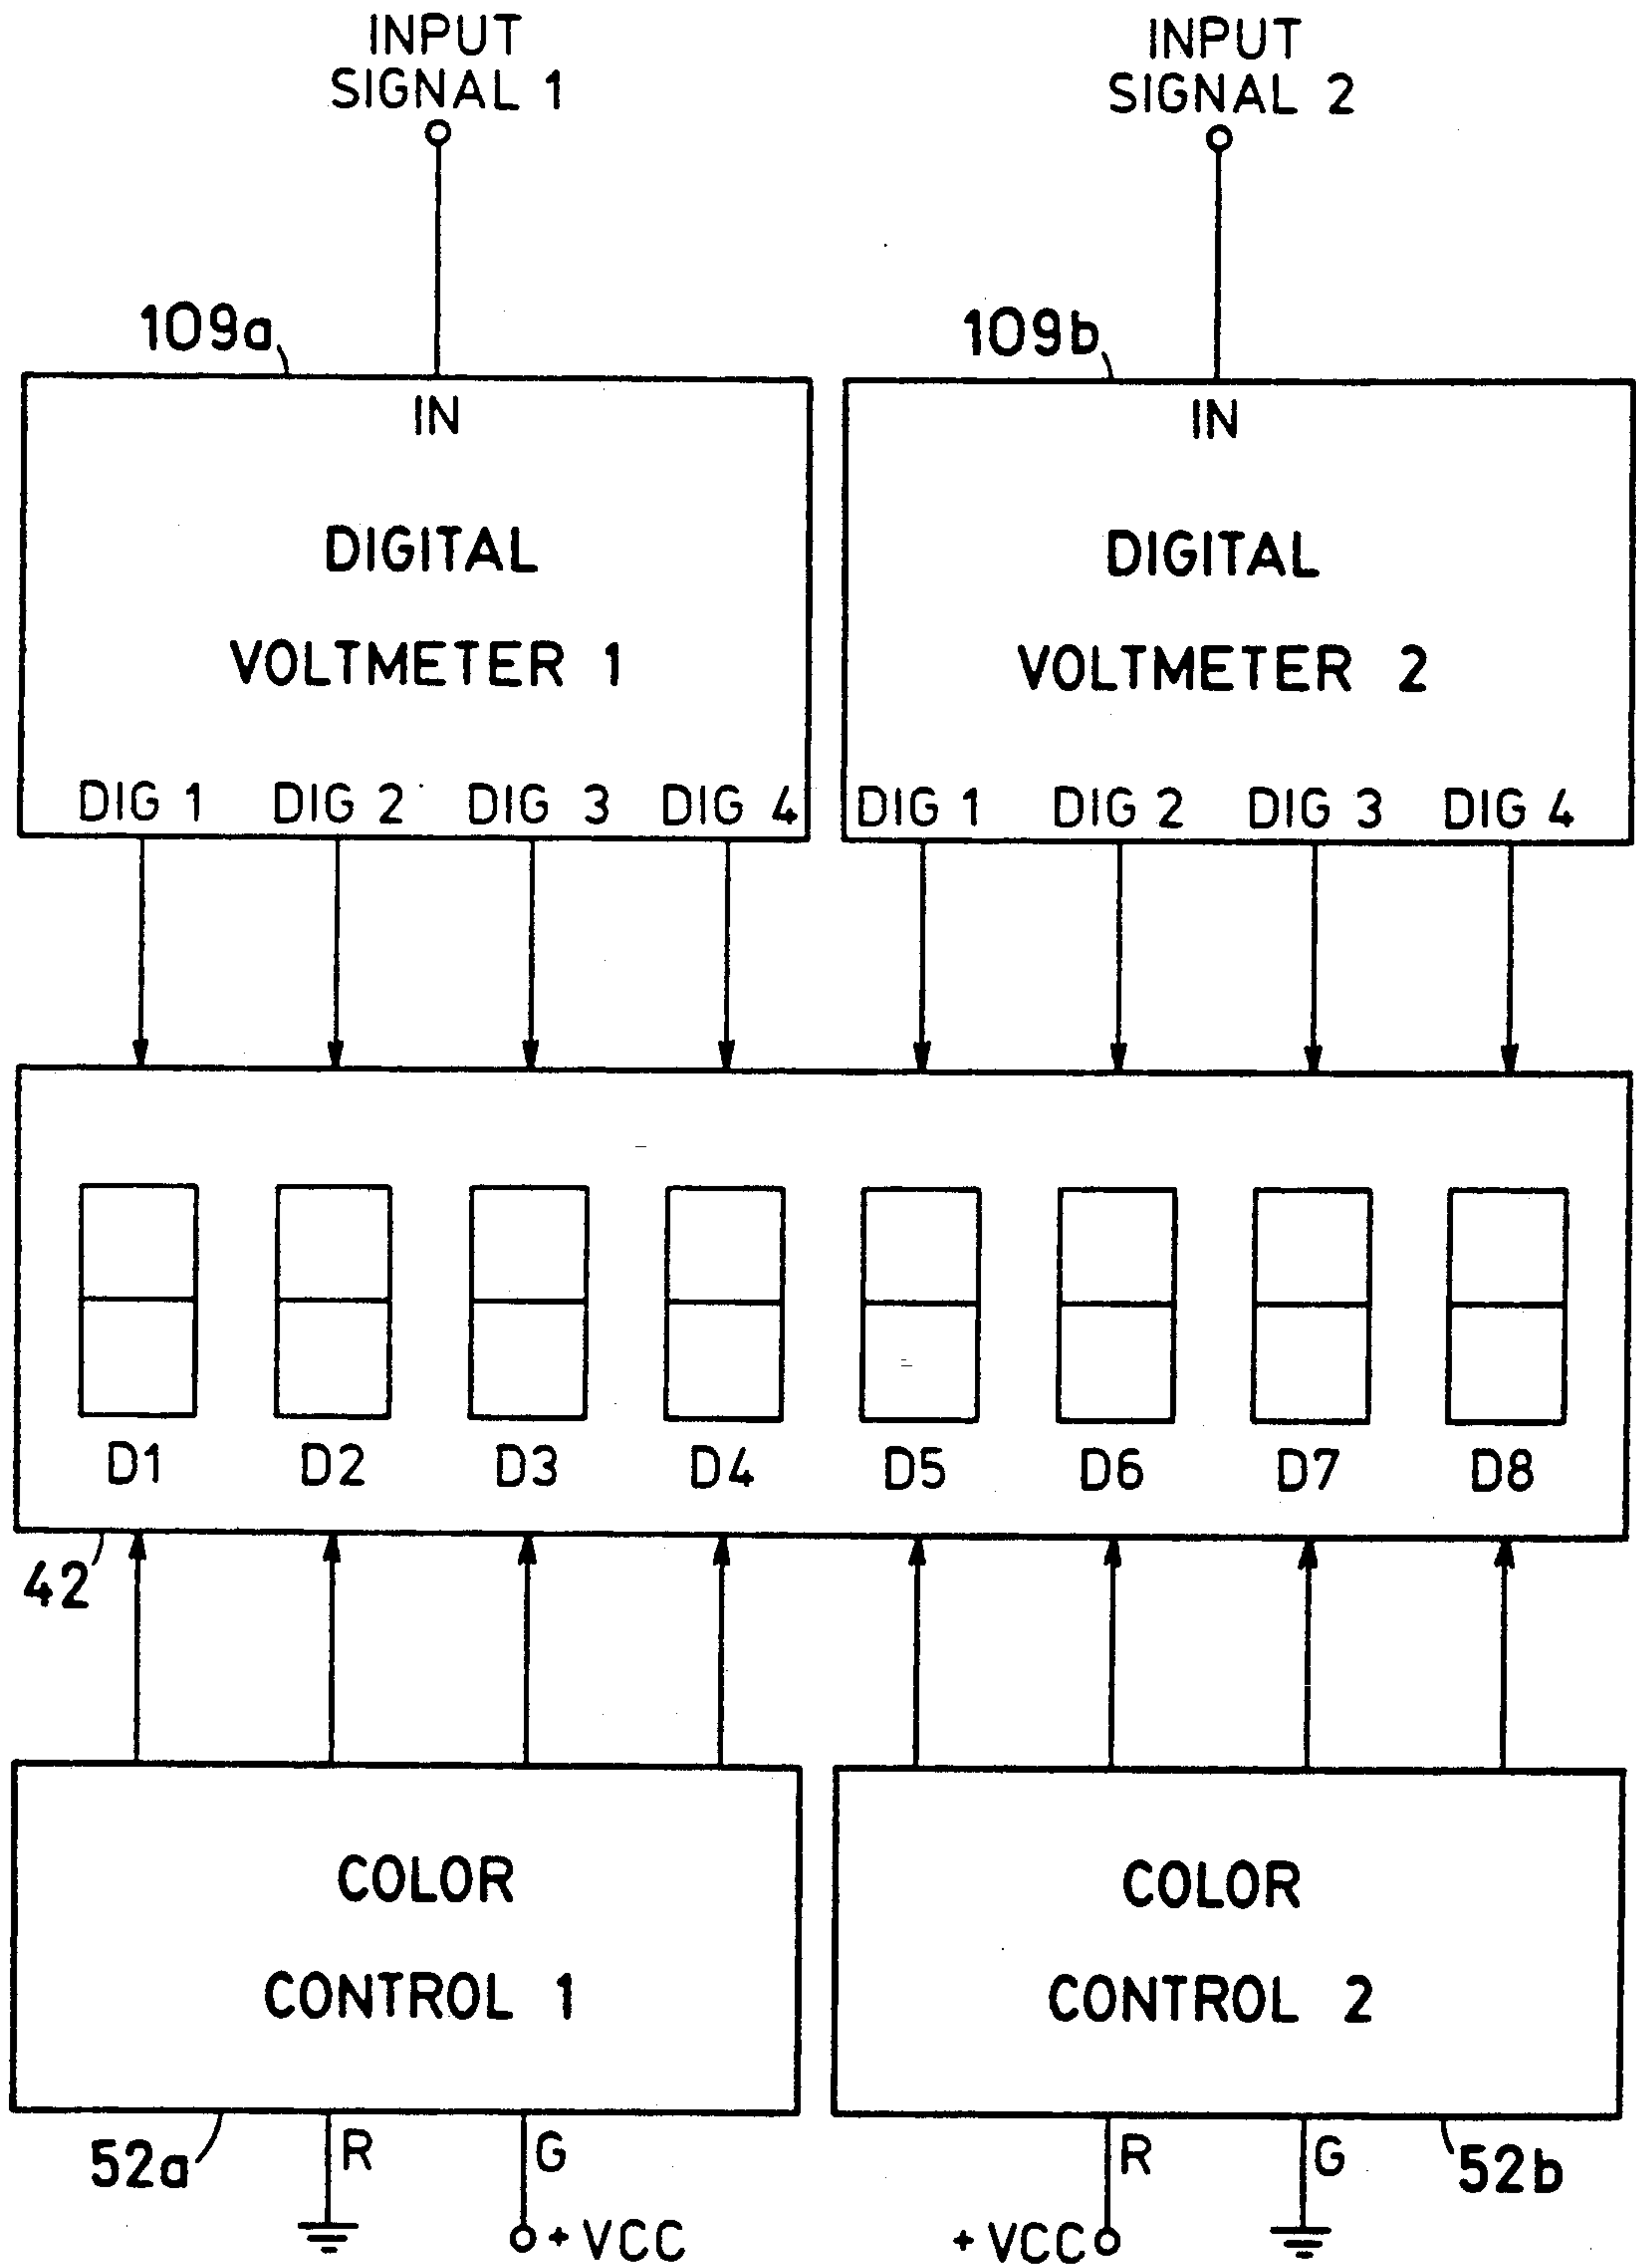 INPUT
SIGNAL 1
INPUT
SIGNAL 2
109a
109b
IN
IN
DIGITAL
VOLTMETER 1
DIGITAL
VOLTMETER 2
DIG 1 DIG 2 DIG 3 DIG 4
DIG 1 DIG 2 DIG 3 DIG 4
D1 D2 D3 D4 D5 D6 D7 D8
42
COLOR
CONTROL 1
COLOR
CONTROL 2
52a
R
G
R
G
52b
+ VCC
+ VCC